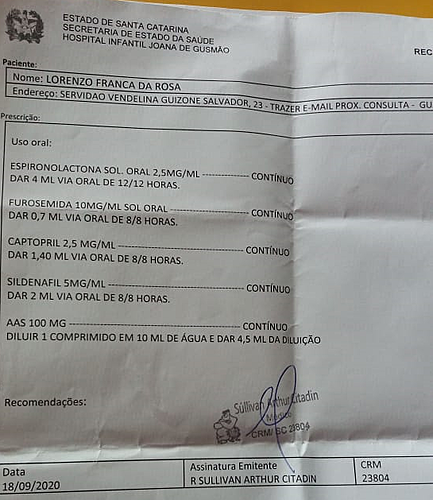 ESTADO DE SANTA CATARINA
SECRETARIA DE ESTADO DA SAÚDE
HOSPITAL INFANTIL JOANA DE GUSMÃO
REC
Paciente:
Nome: LORENZO FRANCA DA ROSA
Endereço: SERVIDAO VENDELINA GUIZONE SALVADOR, 23 - TRAZER E-MAIL PROX. CONSULTA - GU
Prescrição:
Uso oral:
ESPIRONOLACTONA SOL. ORAL 2,5MG/ML ------------ CONTÍNUO
DAR 4 ML VIA ORAL DE 12/12 HORAS.
FUROSEMIDA 10MG/ML SOL ORAL -------------------- CONTÍNUO
DAR 0,7 ML VIA ORAL DE 8/8 HORAS.
CAPTOPRIL 2,5 MG/ML -------------------------------- CONTÍNUO
DAR 1,40 ML VIA ORAL DE 8/8 HORAS.
SILDENAFIL 5MG/ML ----------------------------------- CONTÍNUO
DAR 2 ML VIA ORAL DE 8/8 HORAS.
AAS 100 MG ------------------------------------------- CONTÍNUO
DILUIR 1 COMPRIMIDO EM 10 ML DE ÁGUA E DAR 4,5 ML DA DILUIÇÃO
Recomendações:
Súllivan Arthur Citadin
Médico
CRM/ SC 23804
Data
18/09/2020
Assinatura Emitente
R SULLIVAN ARTHUR CITADIN
CRM
23804